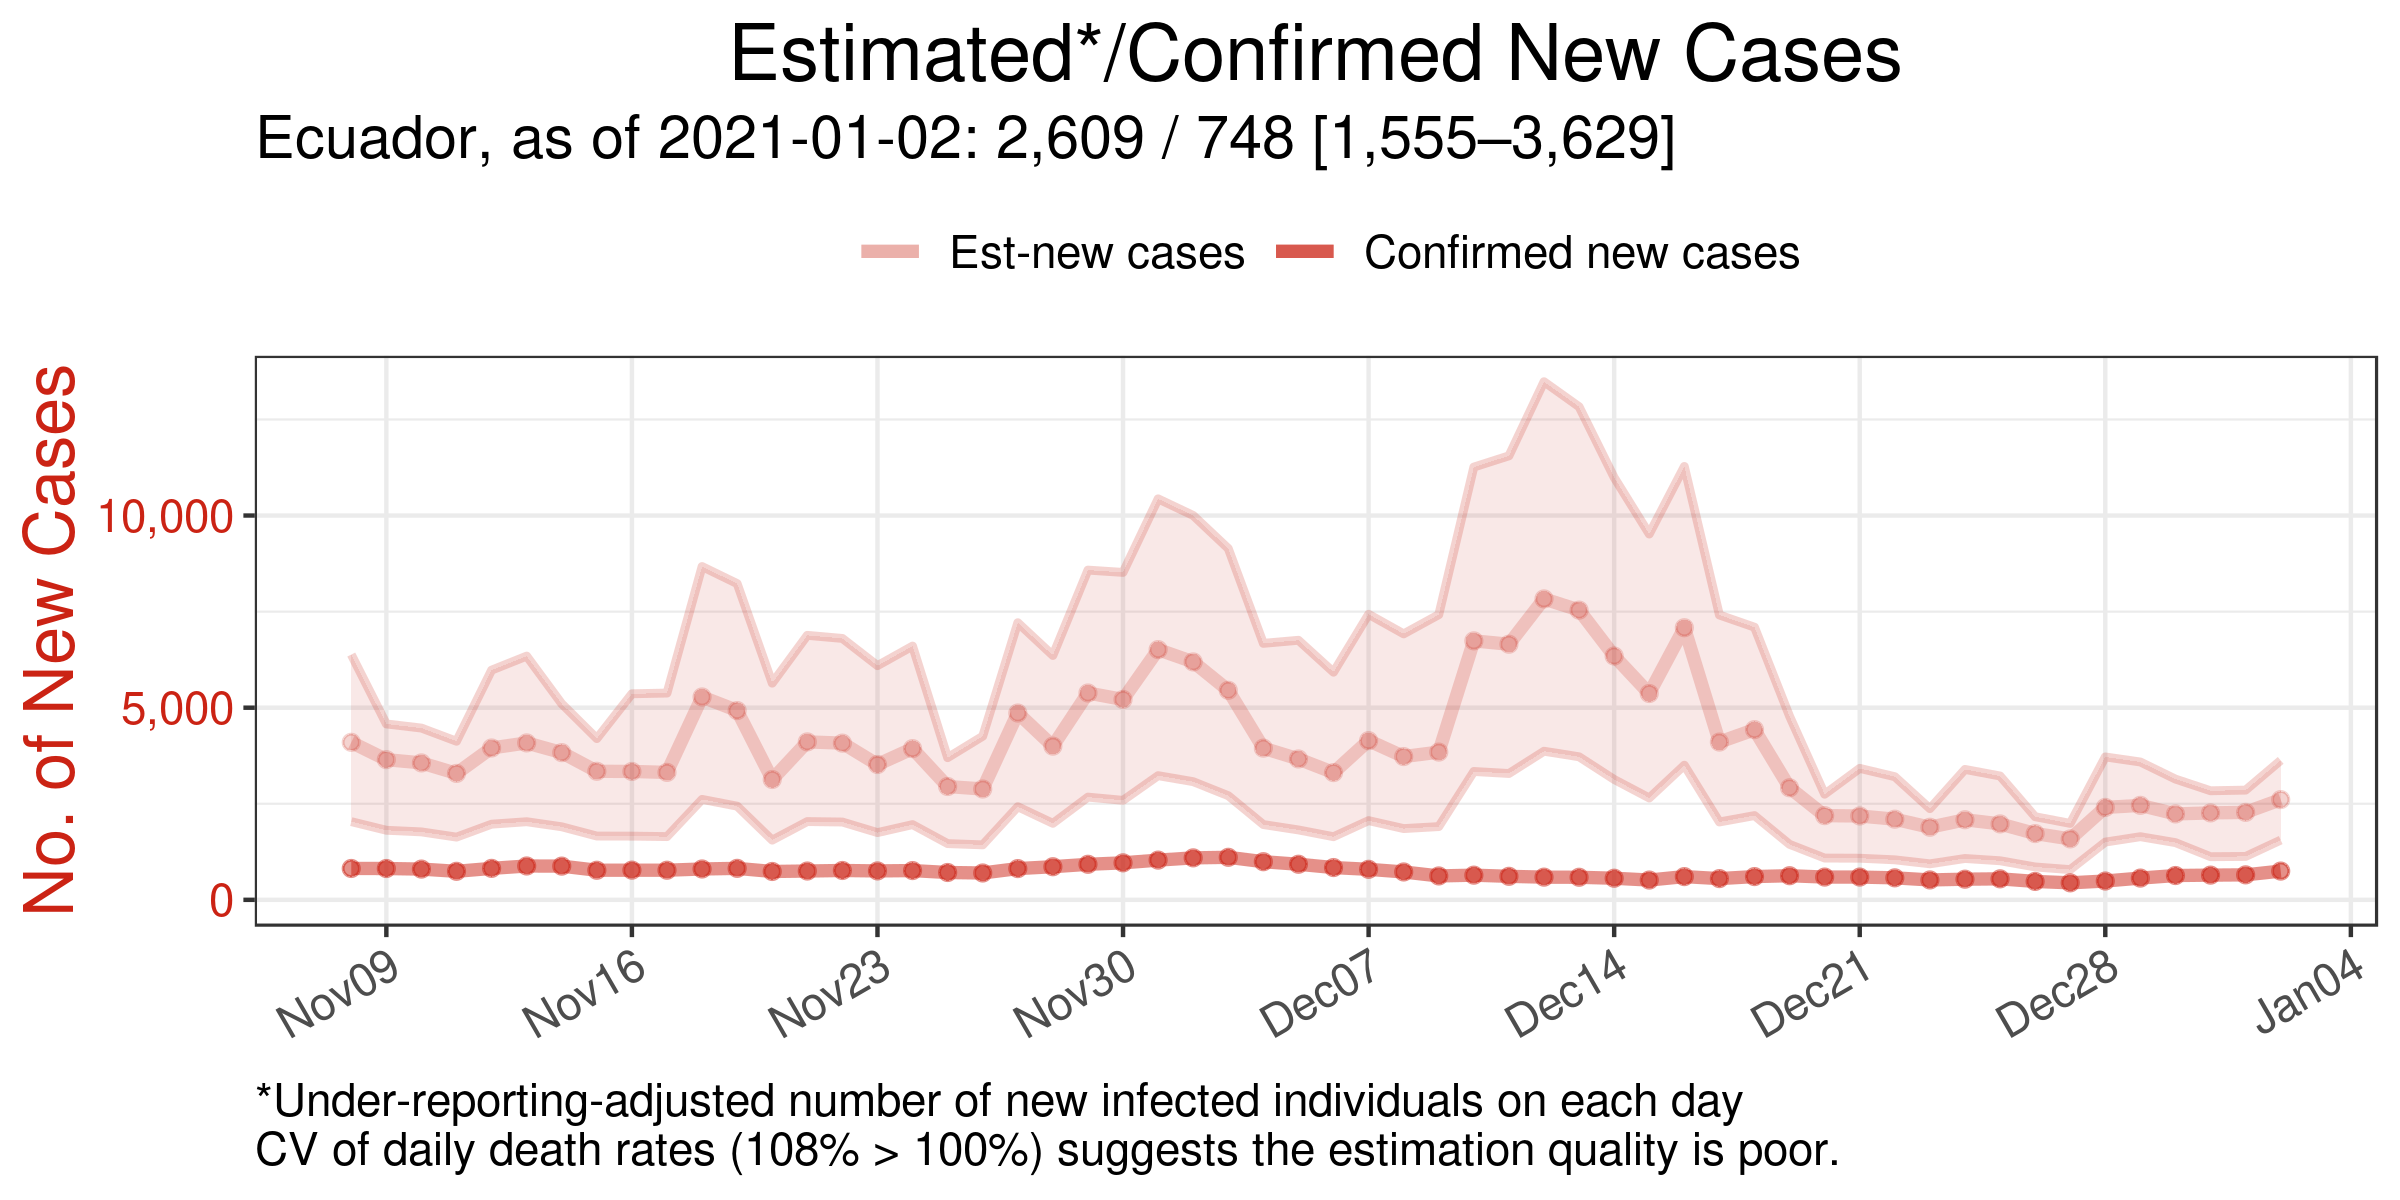 Estimated*/Confirmed New Cases
Ecuador, as of 2021-01-02: 2,609 / 748 [1,555–3,629]
Est-new cases
Confirmed new cases
No. of New Cases
10,000
5,000
0
Nov09
Nov16
Nov23
Nov30
Dec07
Dec14
Dec21
Dec28
Jan04
*Under-reporting-adjusted number of new infected individuals on each day
CV of daily death rates (108% > 100%) suggests the estimation quality is poor.